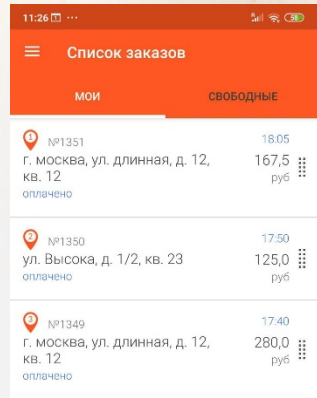 11:26
Список заказов
МОИ
СВОБОДНЫЕ
1 №1351 18:05
г. москва, ул. длинная, д. 12, 167,5
кв. 12 руб
оплачено
2 №1350 17:50
ул. Высока, д. 1/2, кв. 23 125,0
оплачено руб
3 №1349 17:40
г. москва, ул. длинная, д. 12, 280,0
кв. 12 руб
оплачено